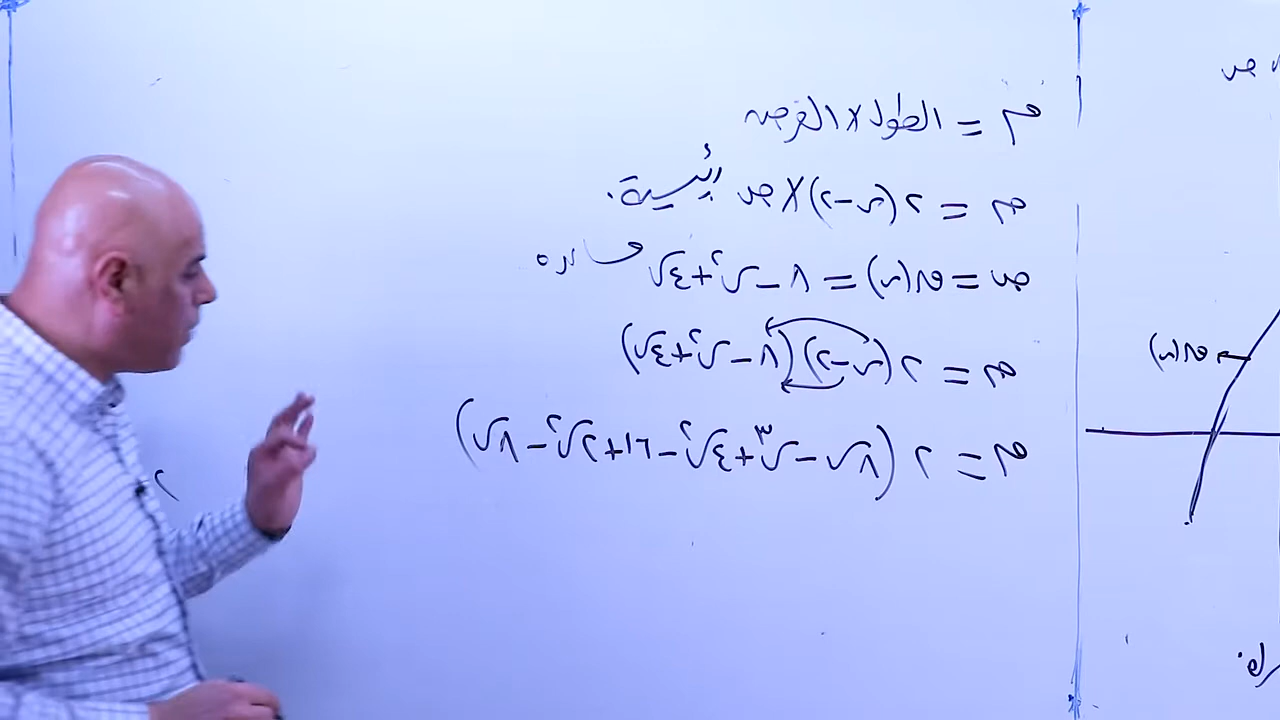 م = الطول × العرض
م = ٢(س-٢) × ص رئيسية.
ص = ق(س) = ٨ - س٢ + ٤س
م = ٢(س-٢)(٨ - س٢ + ٤س)
م = ٢(٨س - س٣ + ٤س٢ - ١٦ + ٢س٢ - ٨س)
ق(س)